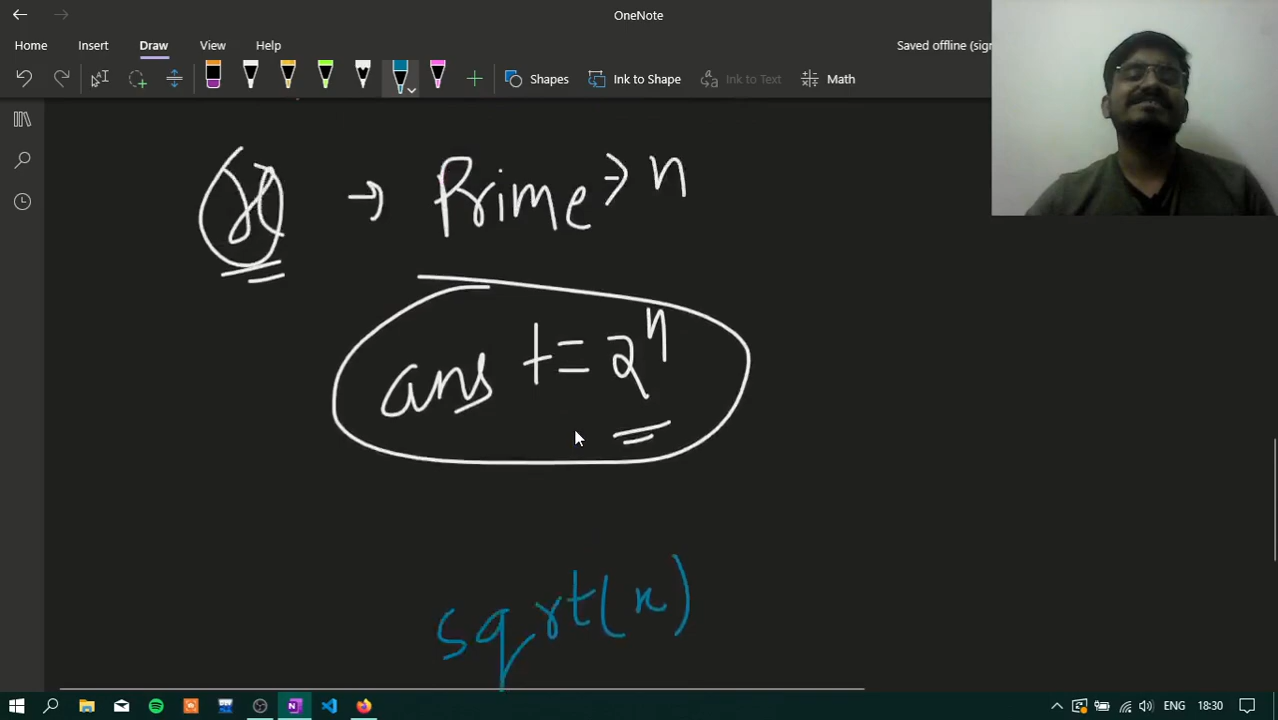 OneNote
Home Insert Draw View Help
Saved offline (sig
Shapes Ink to Shape Ink to Text Math
x → Prime → n
ans += 2^n
sqrt(x)
ENG 18:30